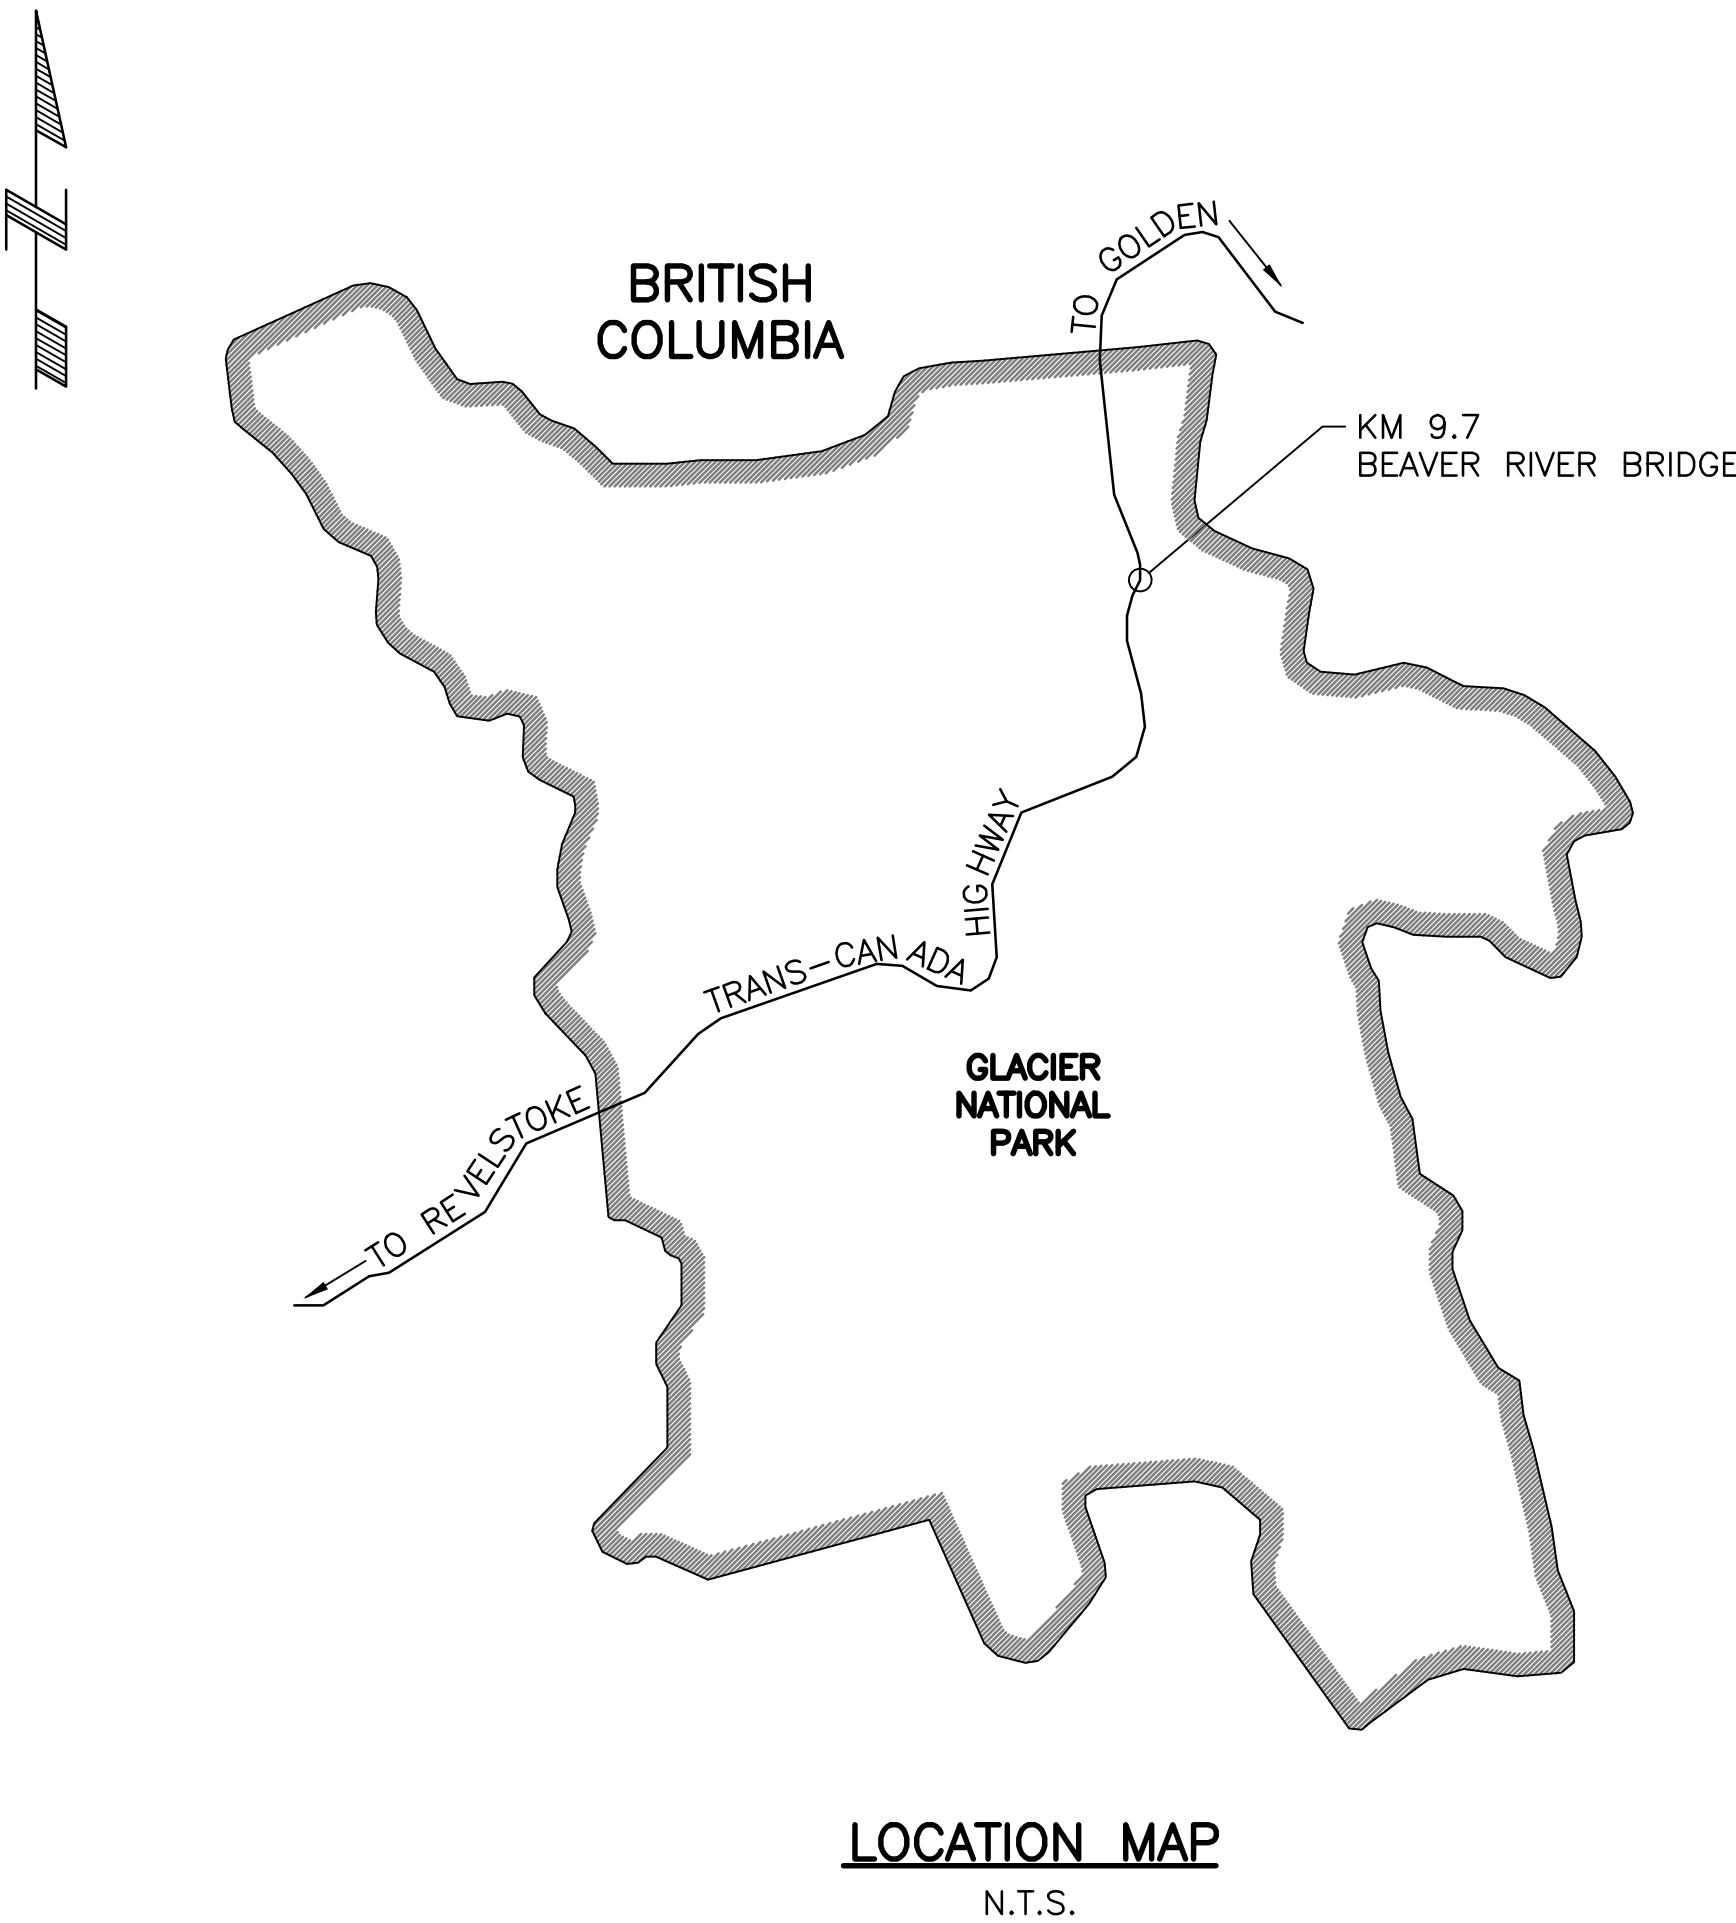 TO GOLDEN
BRITISH
COLUMBIA
KM 9.7
BEAVER RIVER BRIDGE
TRANS-CANADA HIGHWAY
GLACIER
NATIONAL
PARK
TO REVELSTOKE
LOCATION MAP
N.T.S.